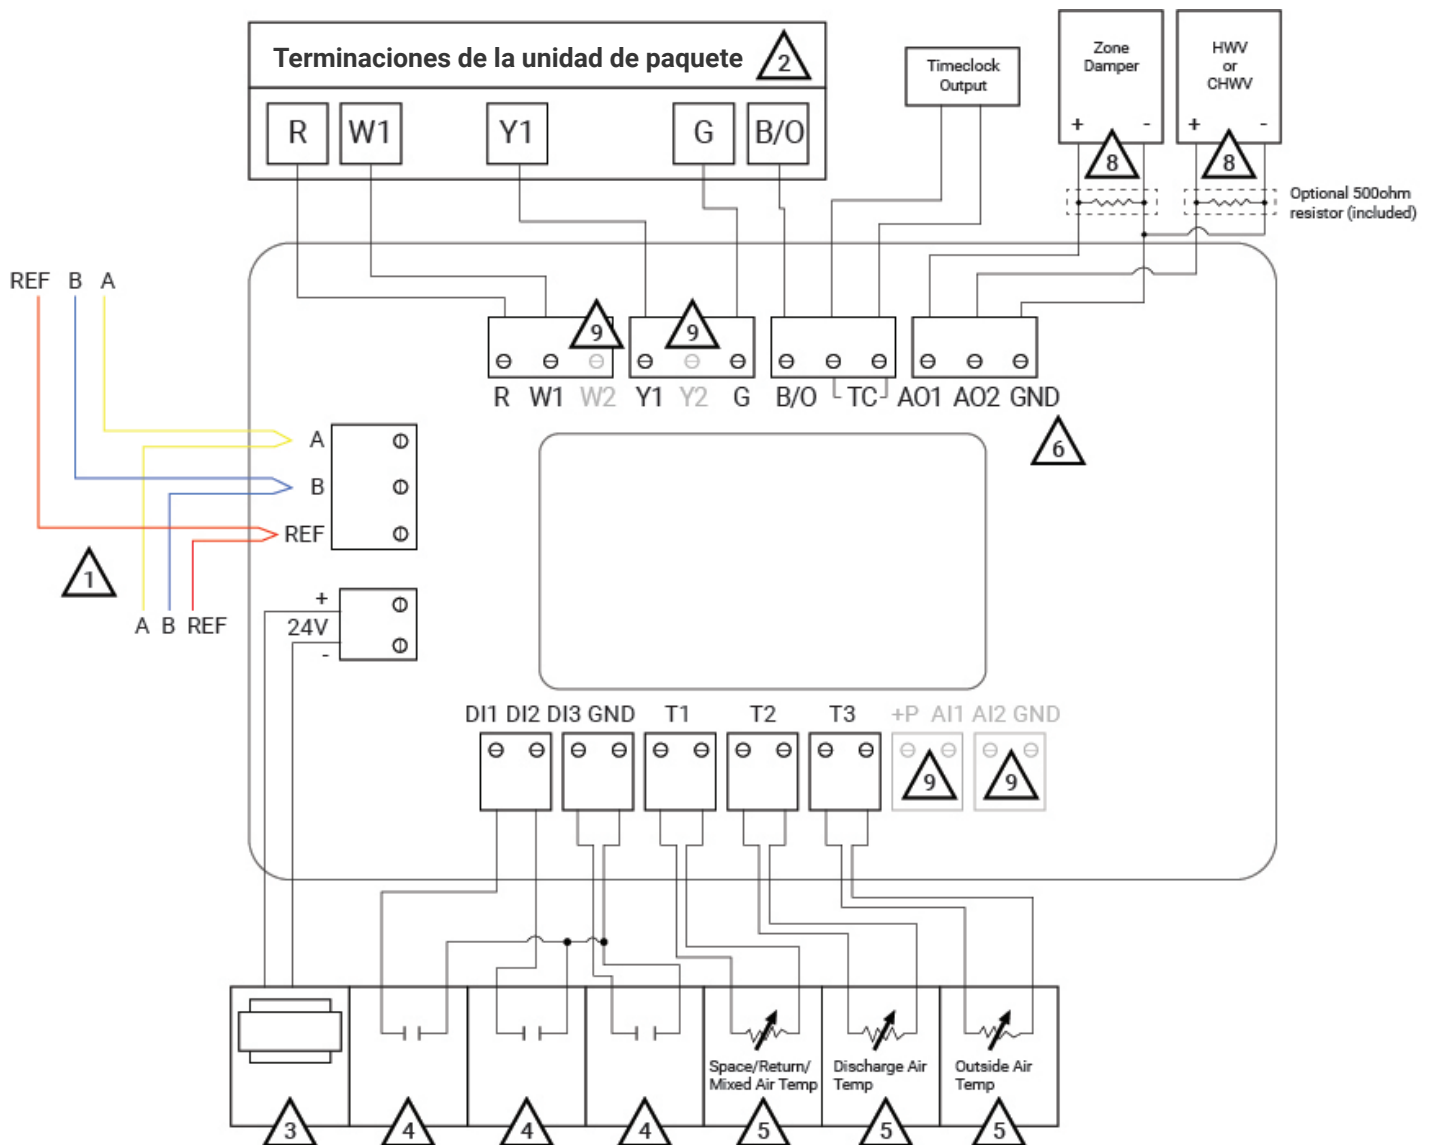 Terminaciones de la unidad de paquete 2
R W1 Y1 G B/O
Timeclock
Output
Zone
Damper
+ -
8
HWV
or
CHWV
+ -
8
Optional 500ohm
resistor (included)
REF B A
9 9
R W1 W2 Y1 Y2 G B/O TC AO1 AO2 GND
6
A
B
REF
1
A B REF
+
24V
-
DI1 DI2 DI3 GND T1 T2 T3 +P AI1 AI2 GND
9 9
Space/Return/
Mixed Air Temp
Discharge Air
Temp
Outside Air
Temp
3 4 4 4 5 5 5